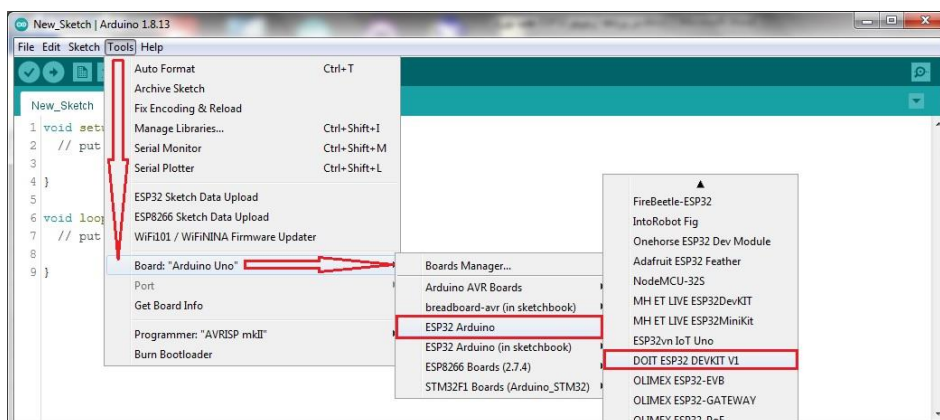 New_Sketch | Arduino 1.8.13
File Edit Sketch Tools Help
New_Sketch
1 void setu
2 // put
3
4 }
5
6 void loop
7 // put
8
9 }
Auto Format Ctrl+T
Archive Sketch
Fix Encoding & Reload
Manage Libraries... Ctrl+Shift+I
Serial Monitor Ctrl+Shift+M
Serial Plotter Ctrl+Shift+L
ESP32 Sketch Data Upload
ESP8266 Sketch Data Upload
WiFi101 / WiFiNINA Firmware Updater
Board: "Arduino Uno"
Port
Get Board Info
Programmer: "AVRISP mkII"
Burn Bootloader
Boards Manager...
Arduino AVR Boards
breadboard-avr (in sketchbook)
ESP32 Arduino
ESP32 Arduino (in sketchbook)
ESP8266 Boards (2.7.4)
STM32F1 Boards (Arduino_STM32)
FireBeetle-ESP32
IntoRobot Fig
Onehorse ESP32 Dev Module
Adafruit ESP32 Feather
NodeMCU-32S
MH ET LIVE ESP32DevKIT
MH ET LIVE ESP32MiniKit
ESP32vn IoT Uno
DOIT ESP32 DEVKIT V1
OLIMEX ESP32-EVB
OLIMEX ESP32-GATEWAY
OLIMEX ESP32-PoE